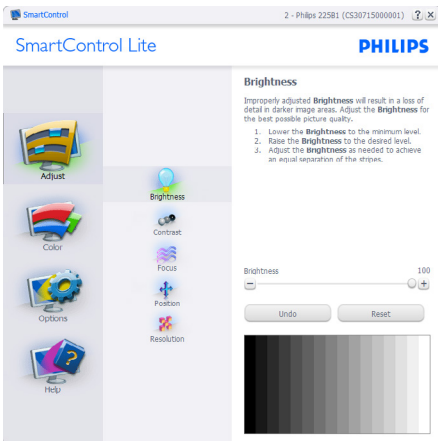 SmartControl
2 - Philips 225B1 (CS30715000001)
SmartControl Lite
PHILIPS
Adjust
Color
Options
Help
Brightness
Contrast
Focus
Position
Resolution
Brightness
Improperly adjusted Brightness will result in a loss of
detail in darker image areas. Adjust the Brightness for
the best possible picture quality.
1. Lower the Brightness to the minimum level.
2. Raise the Brightness to the desired level.
3. Adjust the Brightness as needed to achieve
an equal separation of the stripes.
Brightness 100
Undo
Reset